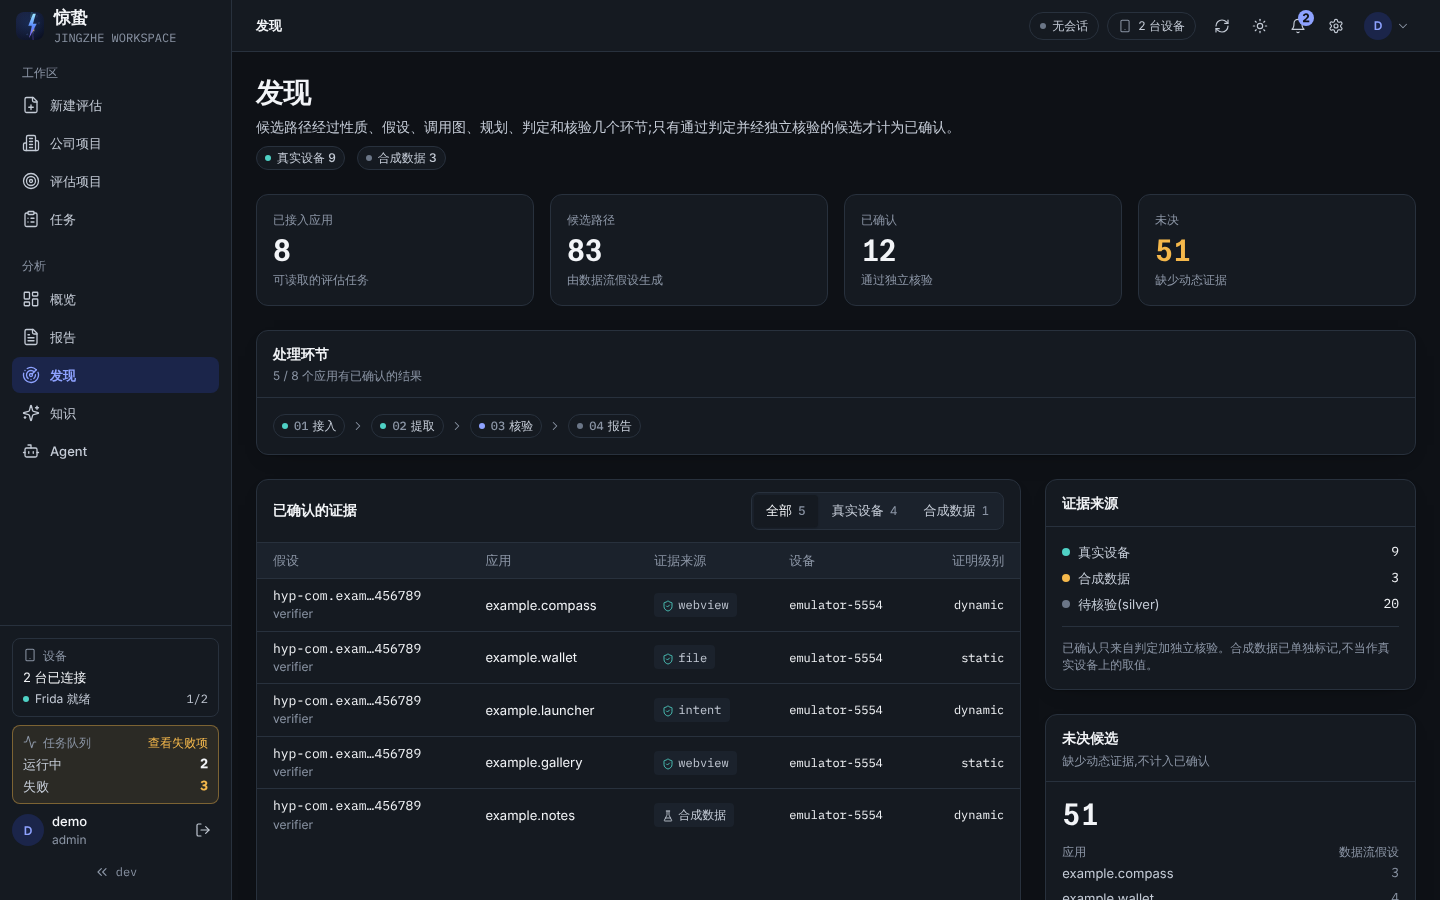 惊蛰
JINGZHE WORKSPACE
工作区
新建评估
公司项目
评估项目
任务
分析
概览
报告
发现
知识
Agent
设备
2 台已连接
Frida 就绪 1/2
任务队列 查看失败项
运行中 2
失败 3
D demo
admin
dev
发现
无会话
2 台设备
2
D
发现
候选路径经过性质、假设、调用图、规划、判定和核验几个环节;只有通过判定并经独立核验的候选才计为已确认。
真实设备 9
合成数据 3
已接入应用
8
可读取的评估任务
候选路径
83
由数据流假设生成
已确认
12
通过独立核验
未决
51
缺少动态证据
处理环节
5 / 8 个应用有已确认的结果
01 接入
02 提取
03 核验
04 报告
已确认的证据
全部 5
真实设备 4
合成数据 1
假设 应用 证据来源 设备 证明级别
hyp-com.exam…456789
verifier
example.compass webview emulator-5554 dynamic
hyp-com.exam…456789
verifier
example.wallet file emulator-5554 static
hyp-com.exam…456789
verifier
example.launcher intent emulator-5554 dynamic
hyp-com.exam…456789
verifier
example.gallery webview emulator-5554 static
hyp-com.exam…456789
verifier
example.notes 合成数据 emulator-5554 dynamic
证据来源
真实设备 9
合成数据 3
待核验(silver) 20
已确认只来自判定加独立核验。合成数据已单独标记,不当作真
实设备上的取值。
未决候选
缺少动态证据,不计入已确认
51
应用 数据流假设
example.compass 3
example.wallet 4